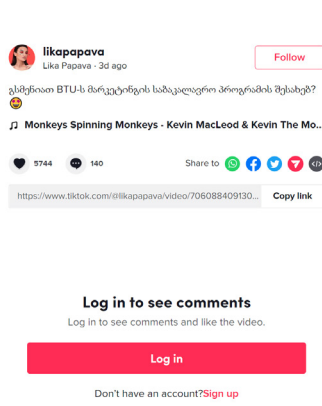 likapapava
Lika Papava · 3d ago
Follow
გსმენიათ BTU-ს მარკეტინგის საბაკალავრო პროგრამის შესახებ?
🤩
♫ Monkeys Spinning Monkeys - Kevin MacLeod & Kevin The Mo...
5744
140
Share to
https://www.tiktok.com/@likapapava/video/706088409130...
Copy link
Log in to see comments
Log in to see comments and like the video.
Log in
Don't have an account?Sign up